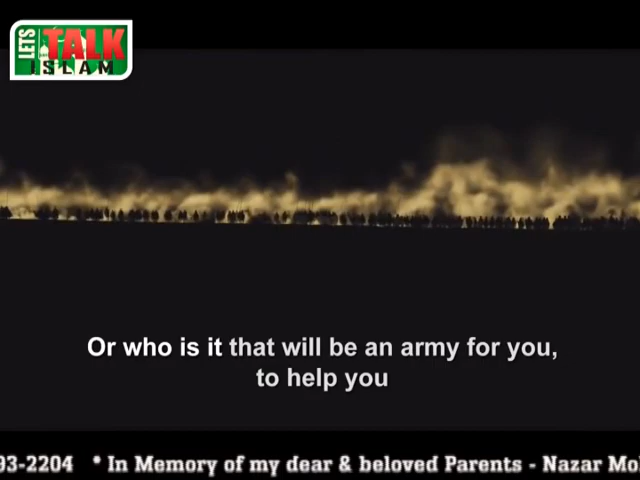 LETS
TALK
ISLAM
Or who is it that will be an army for you,
to help you
93-2204 * In Memory of my dear & beloved Parents - Nazar Mo